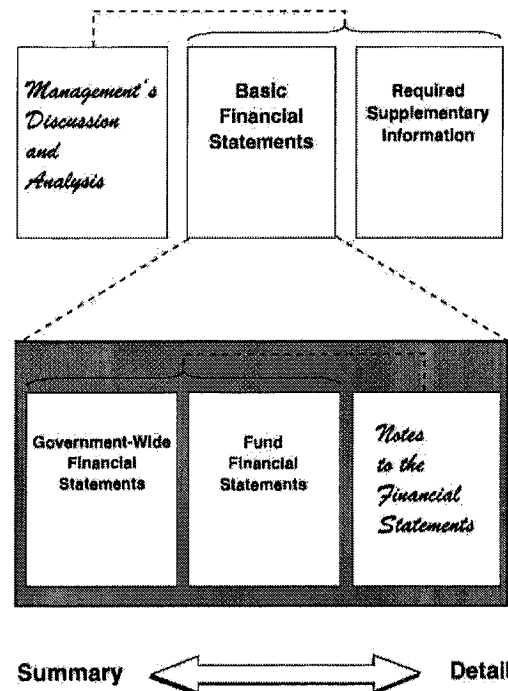 Management's
Discussion
and
Analysis
Basic
Financial
Statements
Required
Supplementary
Information
Government-Wide
Financial
Statements
Fund
Financial
Statements
Notes
to the
Financial
Statements
Summary
Detail